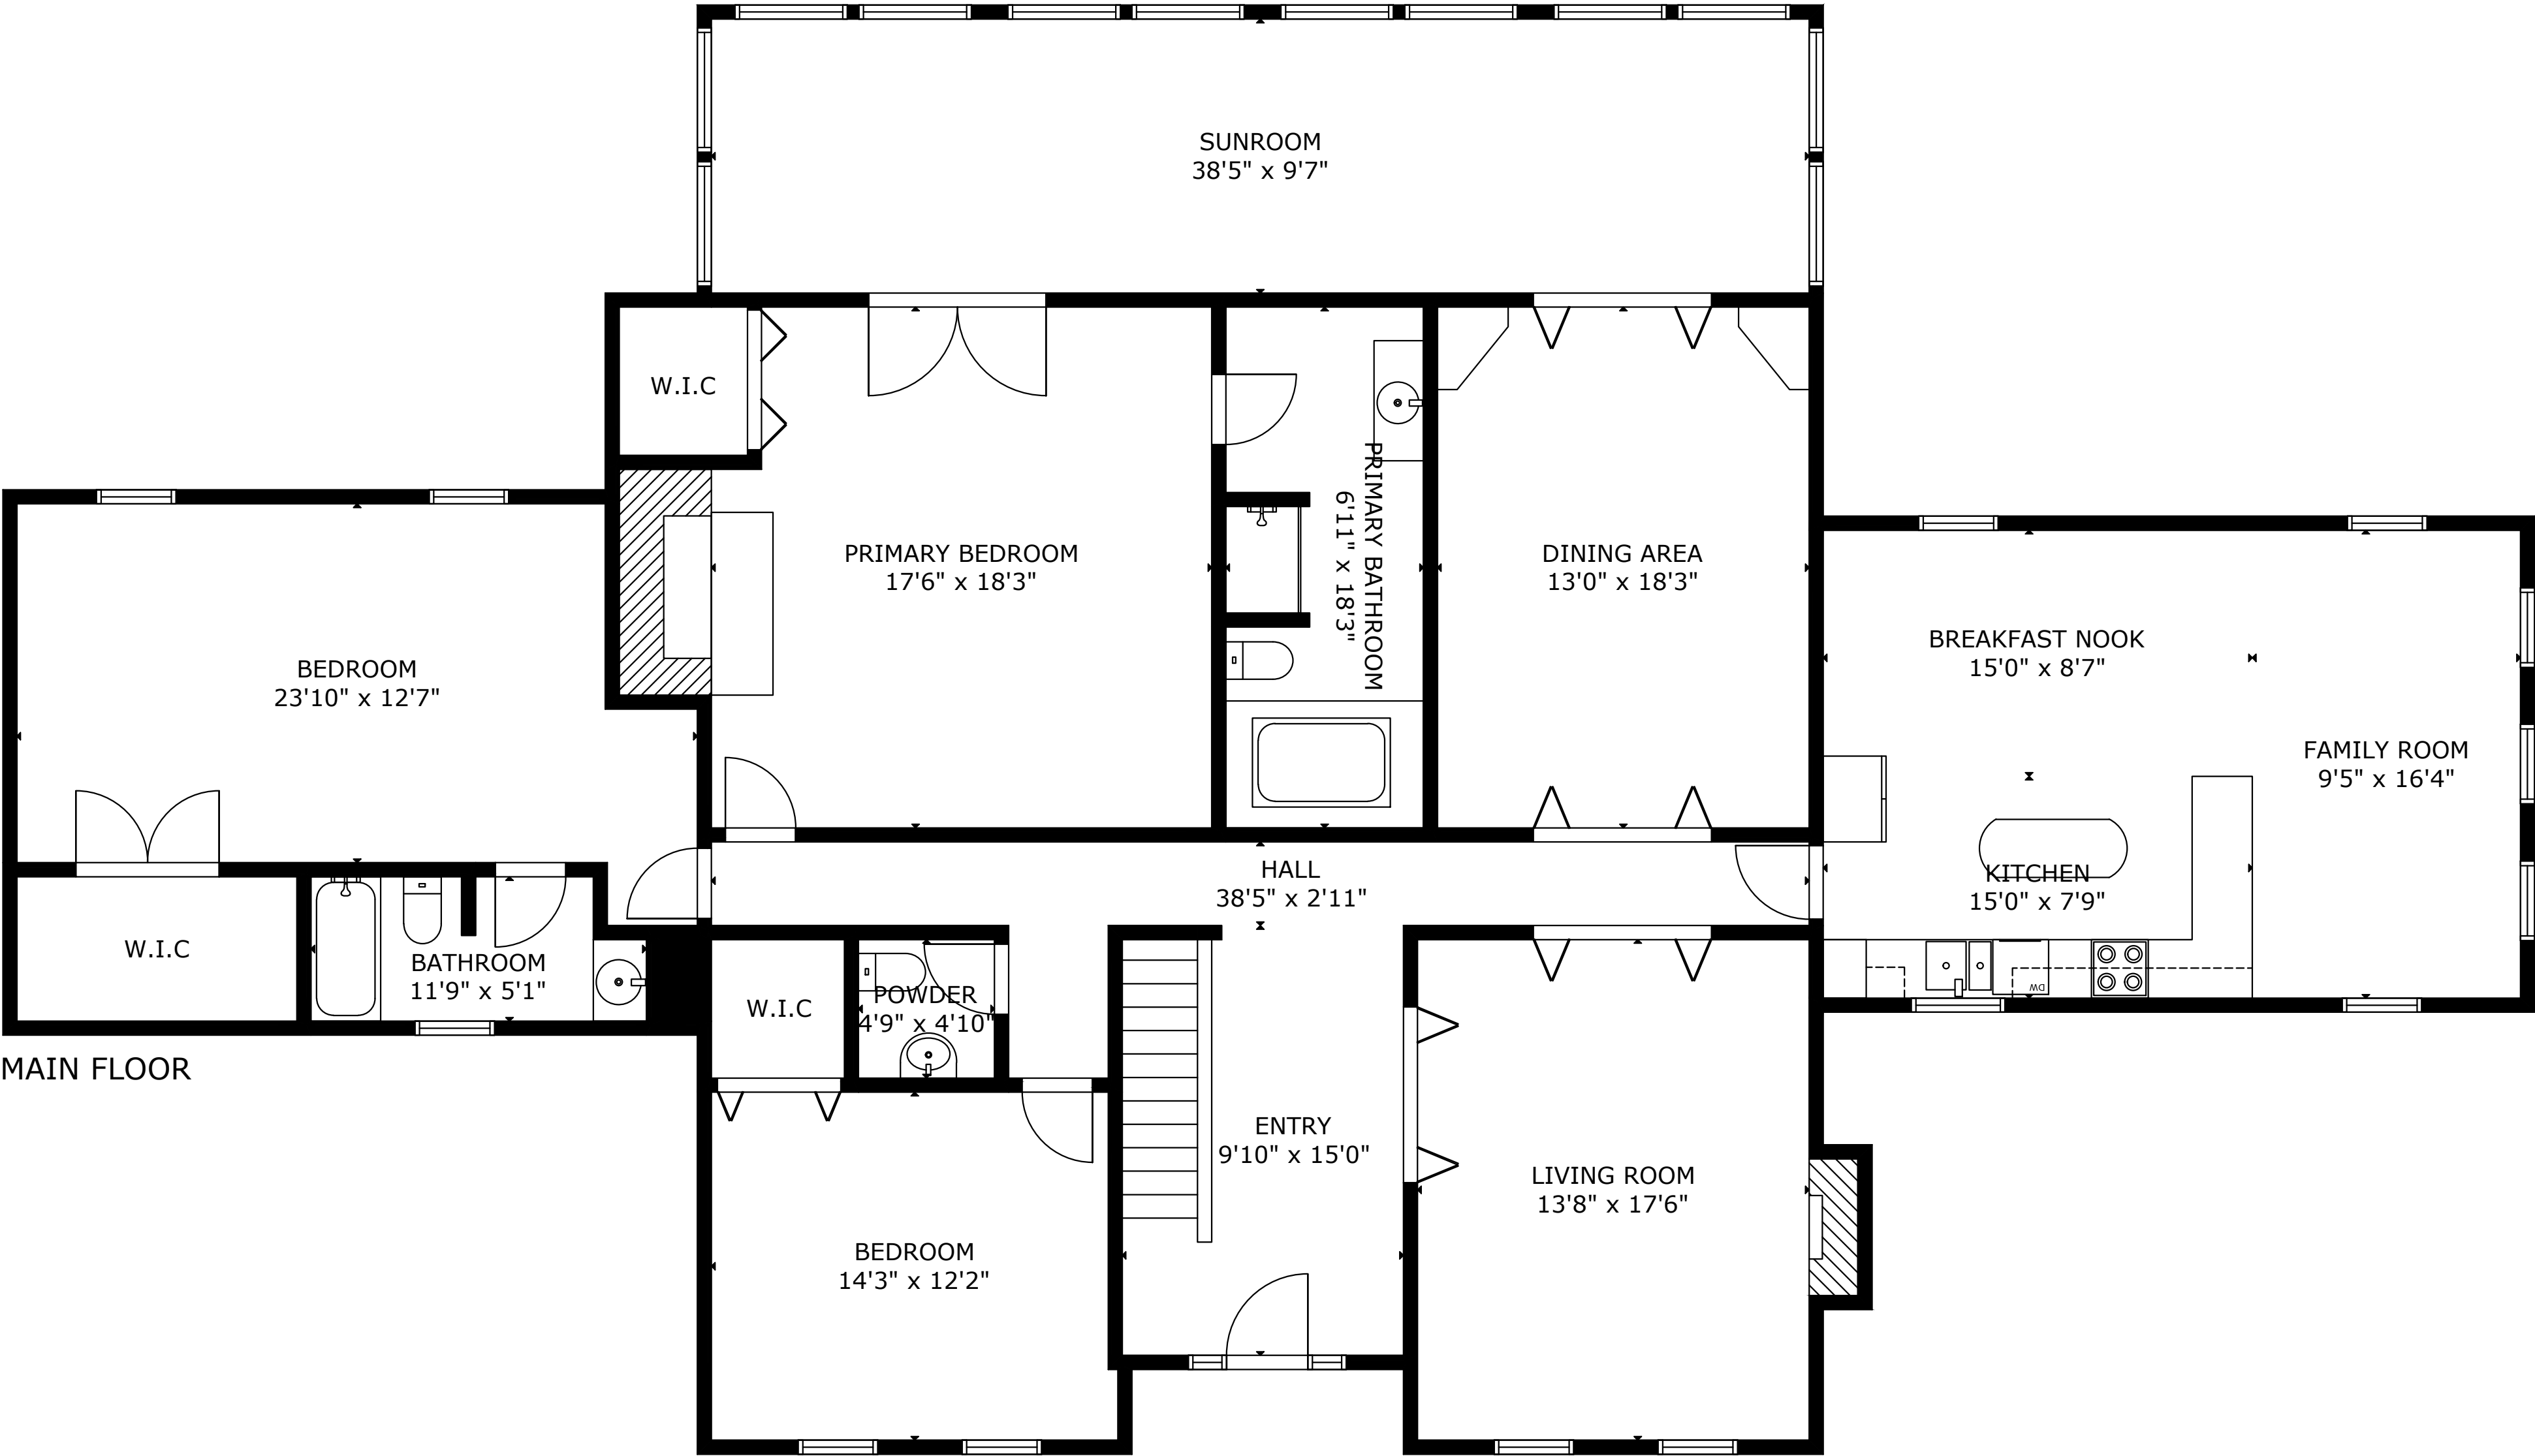 SUNROOM
38'5" x 9'7"
W.I.C
PRIMARY BEDROOM
17'6" x 18'3"
PRIMARY BATHROOM
6'11" x 18'3"
DINING AREA
13'0" x 18'3"
BREAKFAST NOOK
15'0" x 8'7"
BEDROOM
23'10" x 12'7"
FAMILY ROOM
9'5" x 16'4"
HALL
38'5" x 2'11"
KITCHEN
15'0" x 7'9"
W.I.C
BATHROOM
11'9" x 5'1"
DW
W.I.C
POWDER
4'9" x 4'10"
MAIN FLOOR
ENTRY
9'10" x 15'0"
LIVING ROOM
13'8" x 17'6"
BEDROOM
14'3" x 12'2"